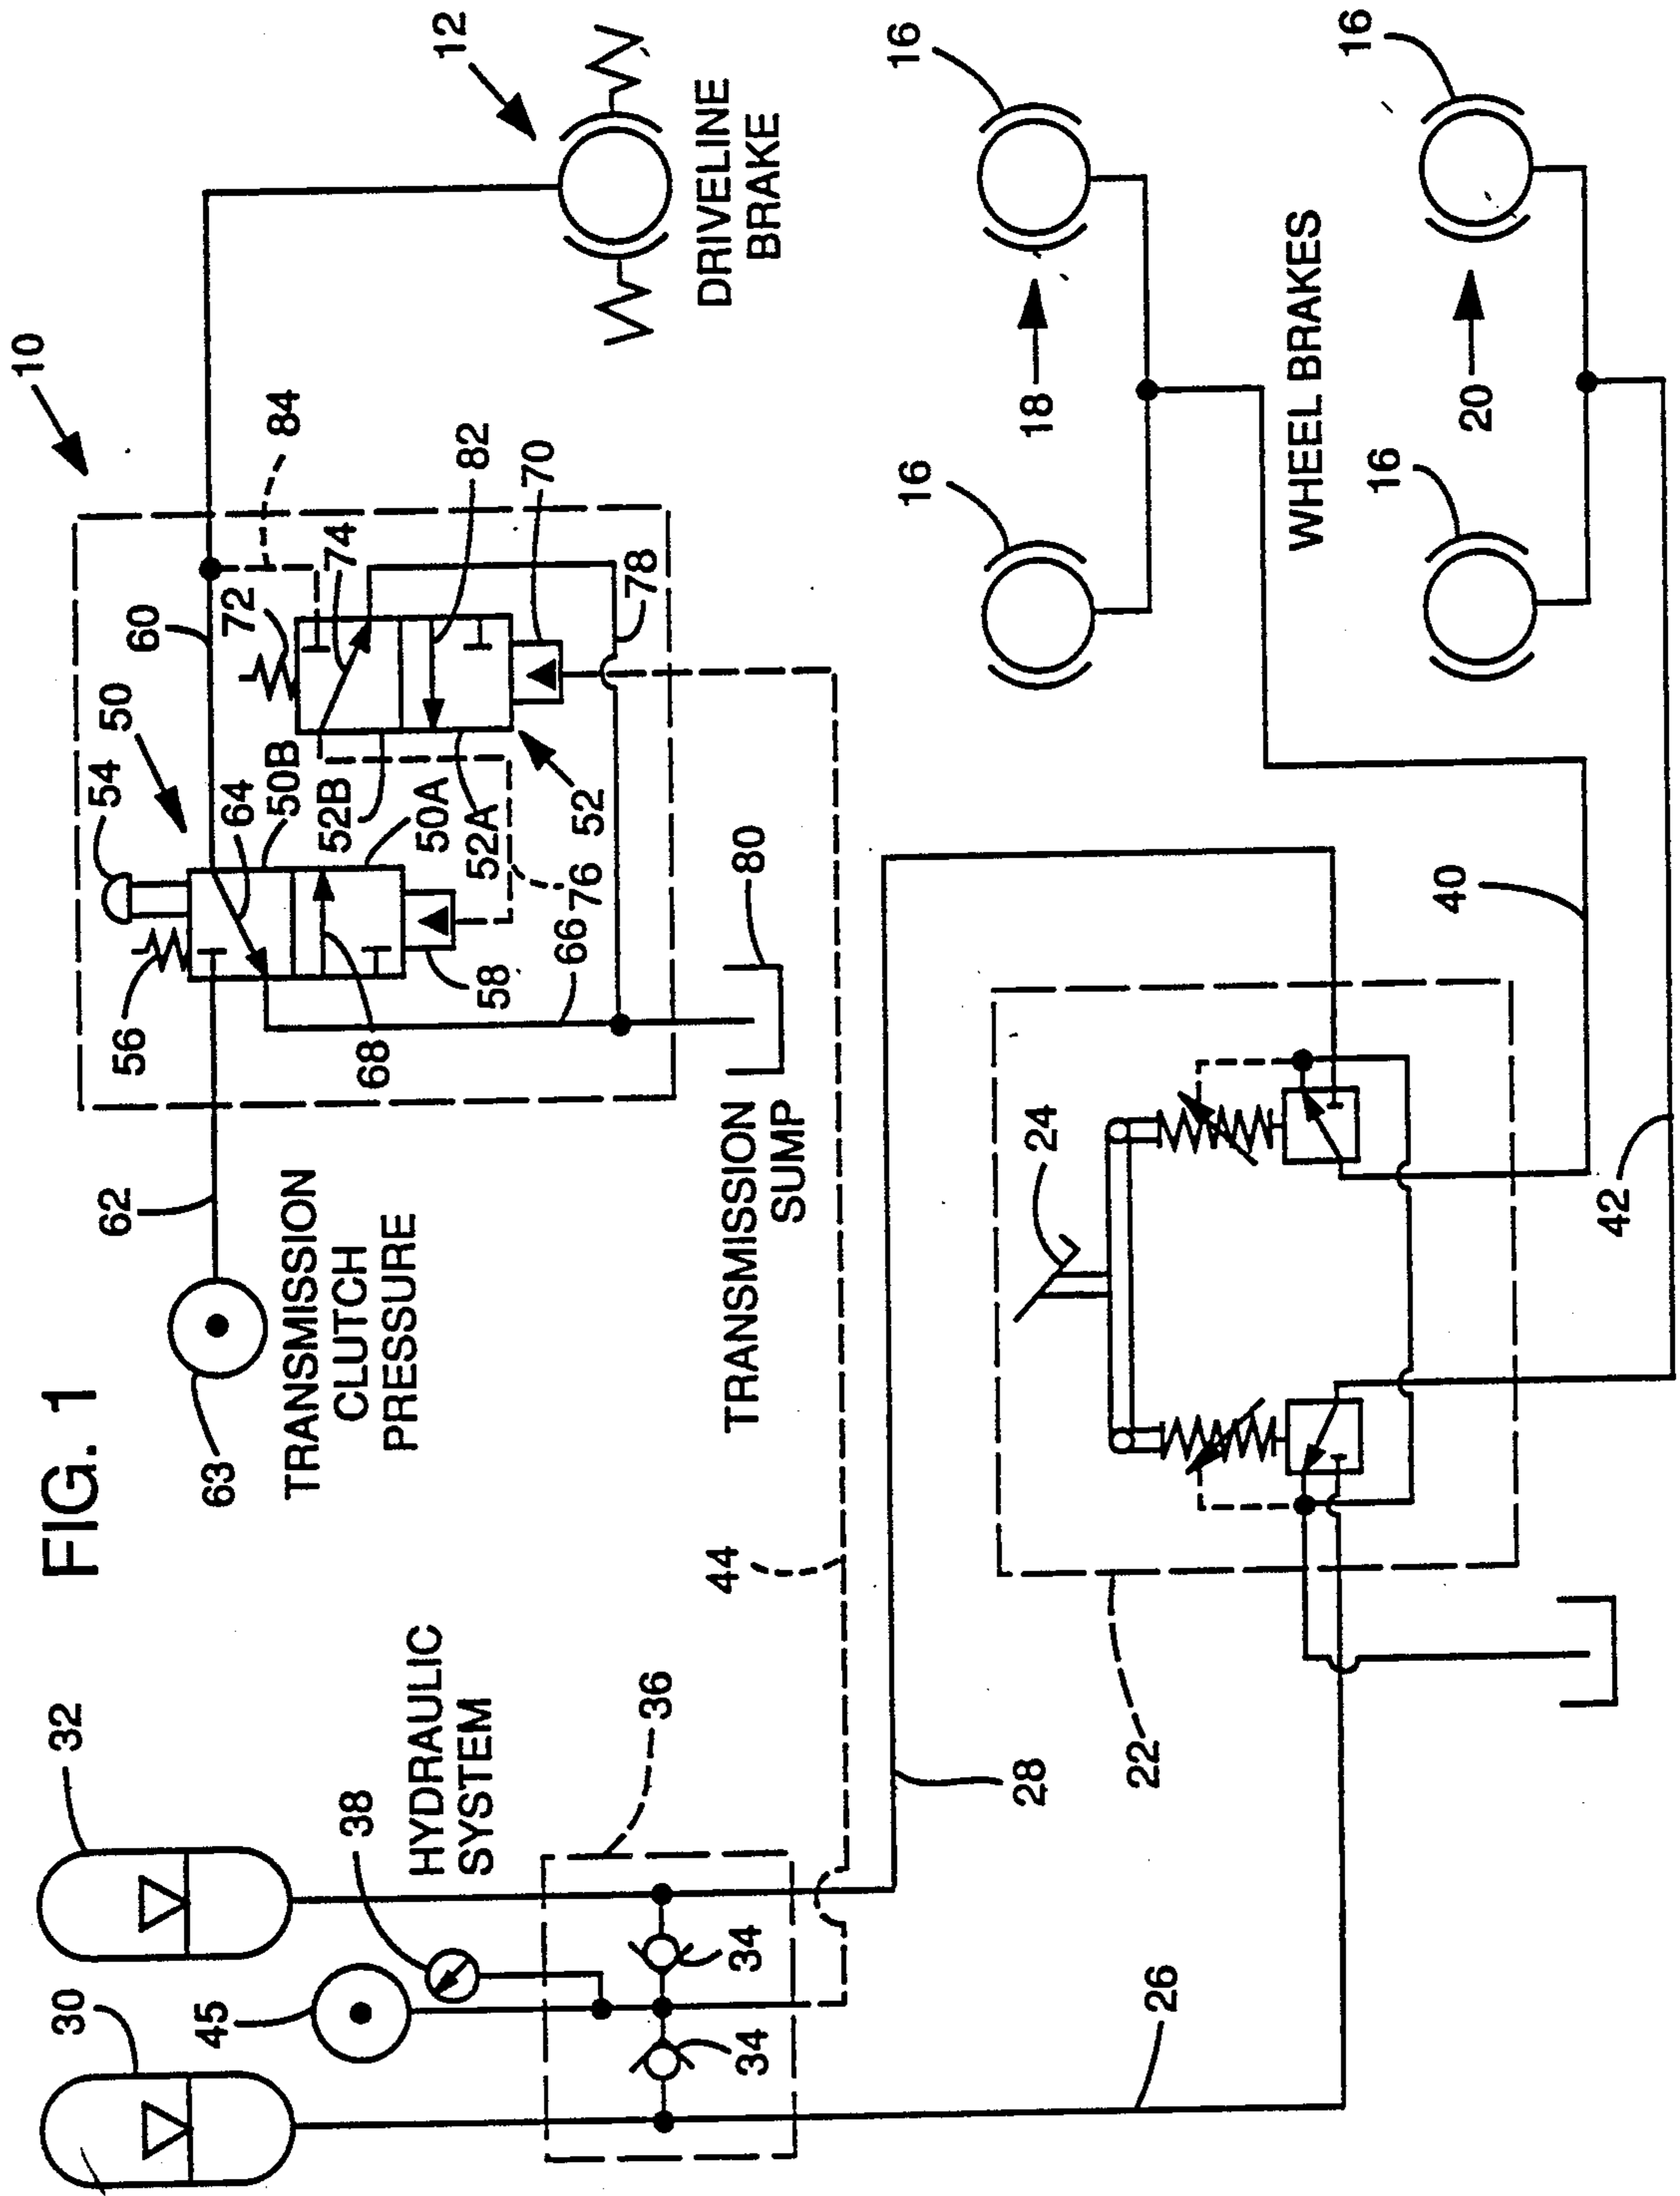 FIG. 1
10
12
DRIVELINE
BRAKE
54
50
60
84
72
74
82
70
78
64
50B
52B
50A
52A
52
76
56
68
58
66
80
62
63
TRANSMISSION
CLUTCH
PRESSURE
TRANSMISSION
SUMP
32
30
45
38
HYDRAULIC
SYSTEM
36
34
34
44
28
26
22
24
40
42
16
16
18
16
16
20
WHEEL BRAKES